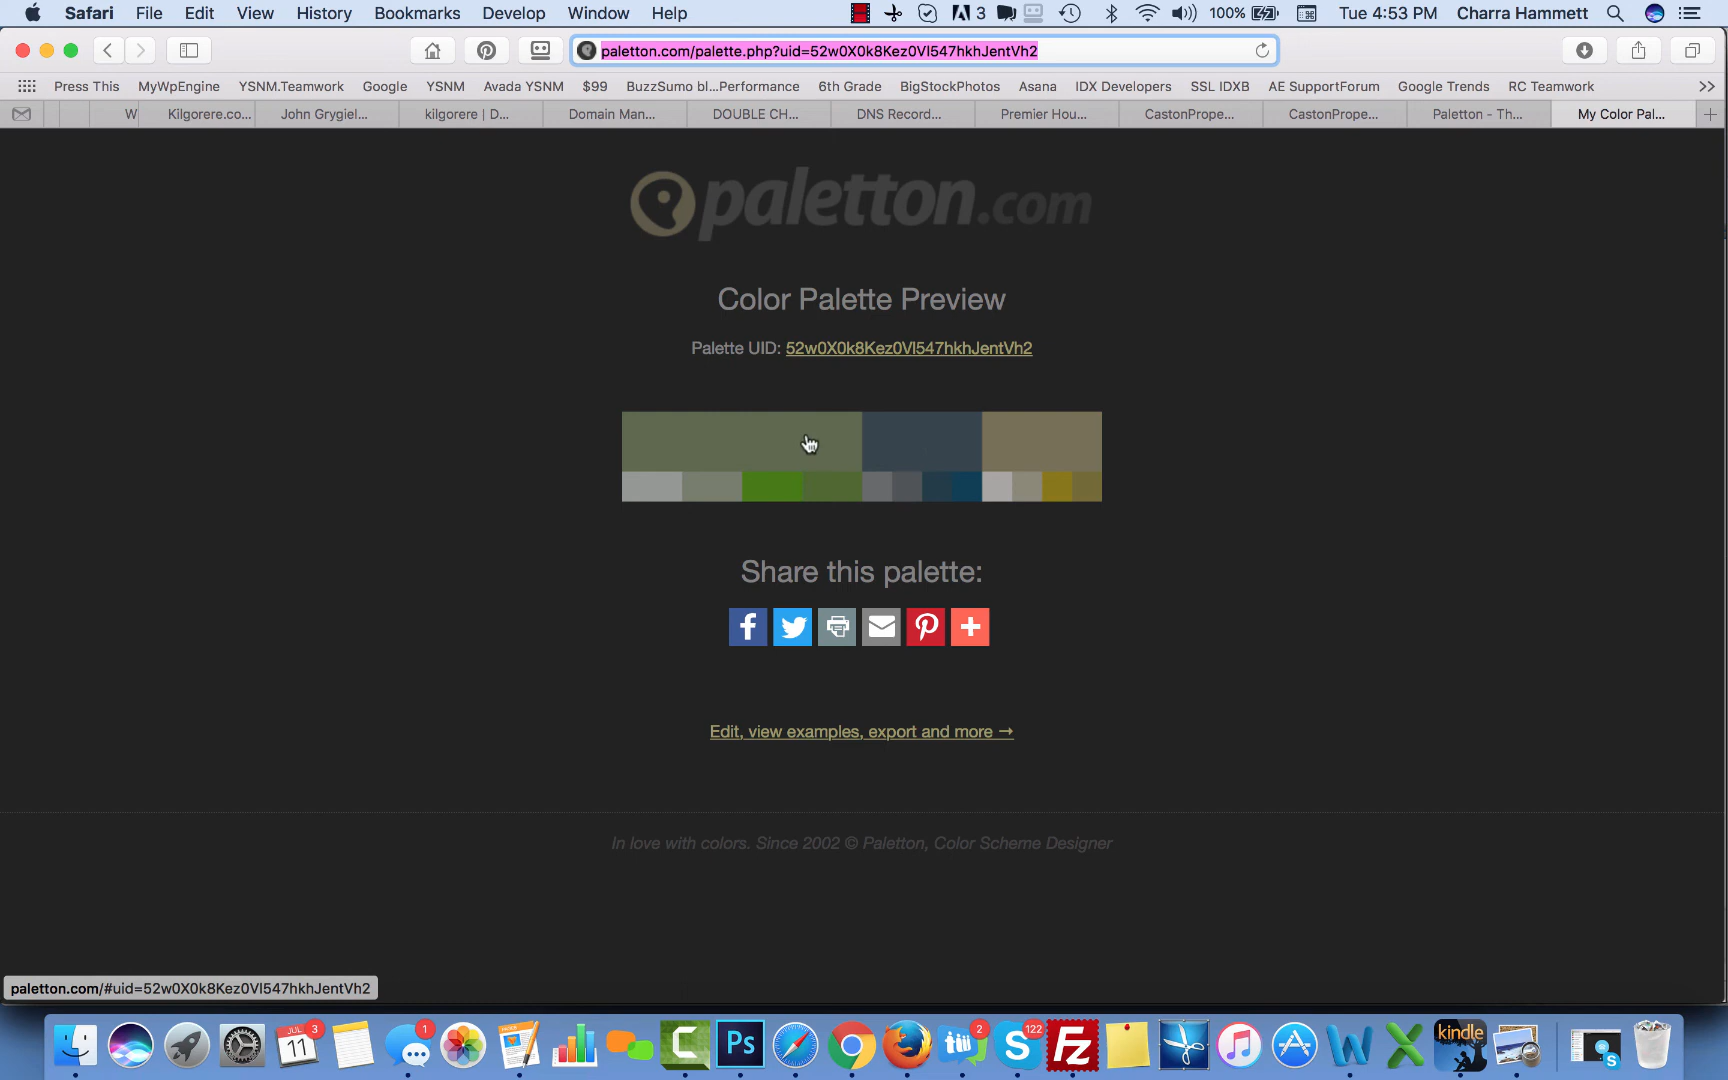 Safari File Edit View History Bookmarks Develop Window Help 3 100% Tue 4:53 PM Charra Hammett
paletton.com/palette.php?uid=52w0X0k8Kez0Vl547hkhJentVh2
Press This MyWpEngine YSNM.Teamwork Google YSNM Avada YSNM $99 BuzzSumo bl...Performance 6th Grade BigStockPhotos Asana IDX Developers SSL IDXB AE SupportForum Google Trends RC Teamwork
W Kilgorere.co... John Grygiel... kilgorere | D... Domain Man... DOUBLE CH... DNS Record... Premier Hou... CastonPrope... CastonPrope... Paletton - Th... My Color Pal...
paletton.com
Color Palette Preview
Palette UID: 52w0X0k8Kez0Vl547hkhJentVh2
Share this palette:
Edit, view examples, export and more →
In love with colors. Since 2002 © Paletton, Color Scheme Designer
paletton.com/#uid=52w0X0k8Kez0Vl547hkhJentVh2
JUL 3 1 2 122
11 Ps Fz kindle